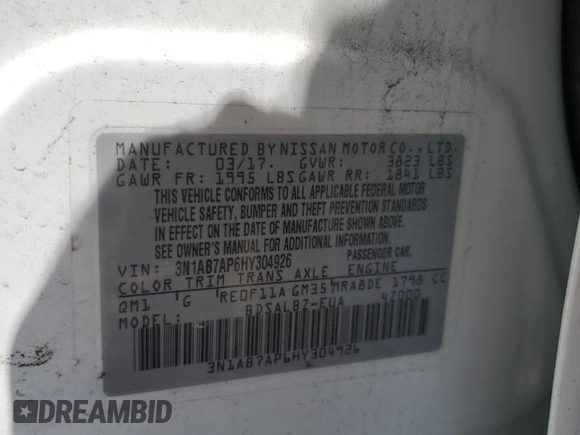 MANUFACTURED BY NISSAN MOTOR CO., LTD.
DATE: 03/17. GVWR: 3823 LBS
GAWR FR: 1995 LBS GAWR RR: 1841 LBS
THIS VEHICLE CONFORMS TO ALL APPLICABLE FEDERAL MOTOR
VEHICLE SAFETY, BUMPER AND THEFT PREVENTION STANDARDS
IN EFFECT ON THE DATE OF MANUFACTURE SHOWN ABOVE.
SEE OWNER'S MANUAL FOR ADDITIONAL INFORMATION.
VIN: 3N1AB7AP6HY304926 PASSENGER CAR.
COLOR TRIM TRANS AXLE ENGINE
QM1 G RE0F11A GM35 MRA8DE 1798 CC
MODEL: BDSALBZ-EUA 47000
3N1AB7AP6HY304926
DREAMBID